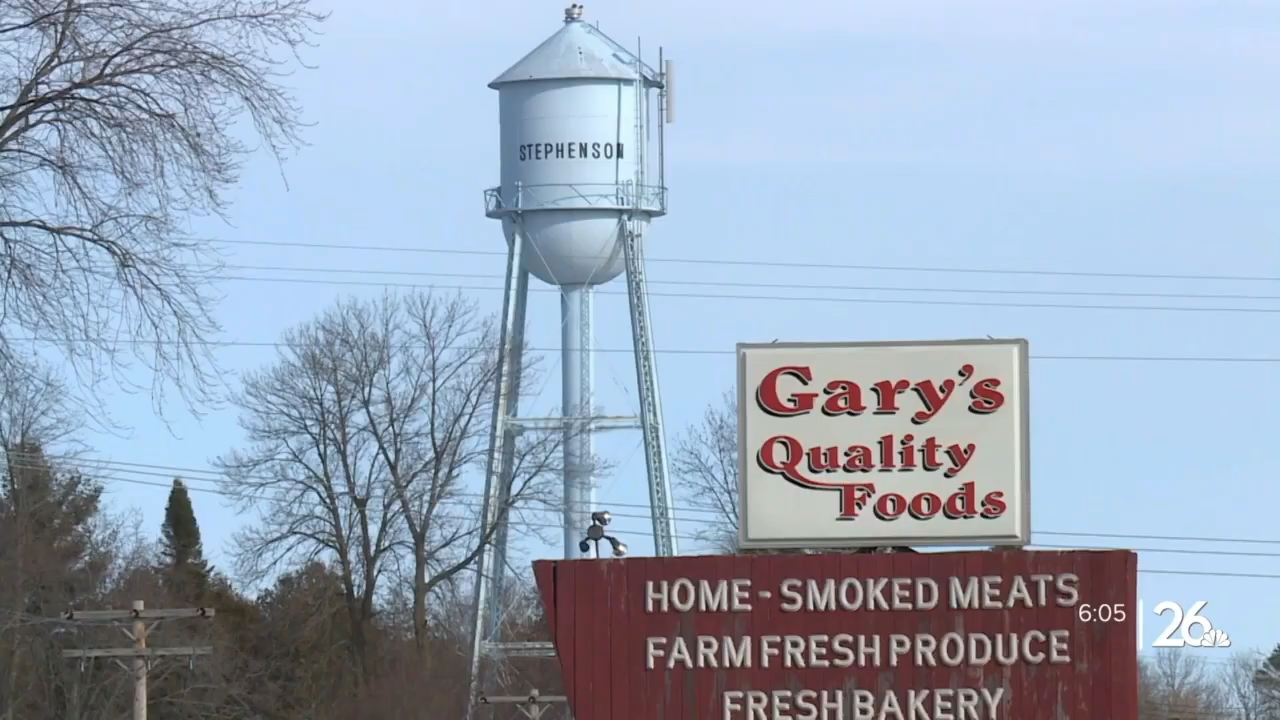 STEPHENSON
Gary's
Quality
Foods
HOME-SMOKED MEATS
FARM FRESH PRODUCE
FRESH BAKERY
6:05 26